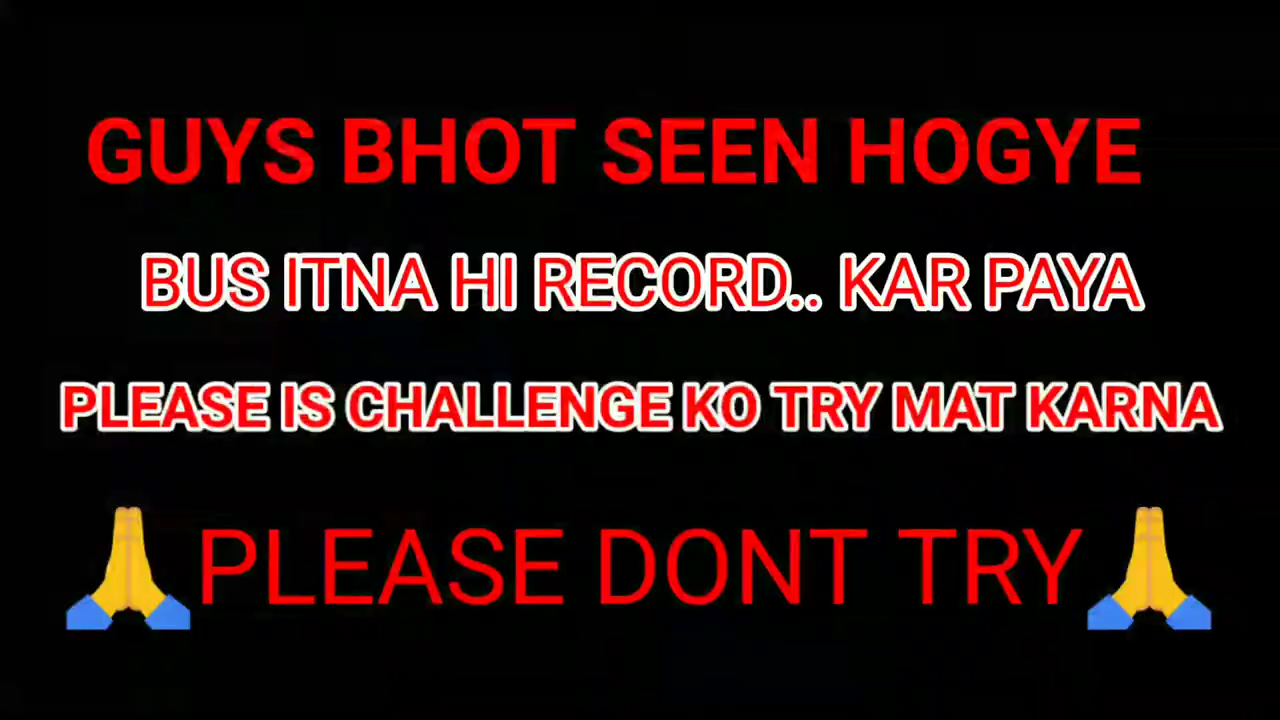 GUYS BHOT SEEN HOGYE
BUS ITNA HI RECORD.. KAR PAYA
PLEASE IS CHALLENGE KO TRY MAT KARNA
🙏PLEASE DONT TRY🙏